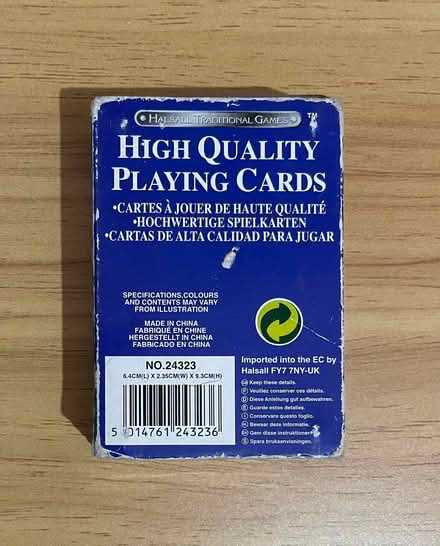 HALSALL TRADITIONAL GAMES ™
HIGH QUALITY
PLAYING CARDS
•CARTES À JOUER DE HAUTE QUALITÉ
•HOCHWERTIGE SPIELKARTEN
•CARTAS DE ALTA CALIDAD PARA JUGAR
SPECIFICATIONS,COLOURS
AND CONTENTS MAY VARY
FROM ILLUSTRATION
MADE IN CHINA
FABRIQUÉ EN CHINE
HERGESTELLT IN CHINA
FABRICADO EN CHINA
NO.24323
6.4CM(L) X 2.35CM(W) X 9.3CM(H)
5 014761 243236
Imported into the EC by
Halsall FY7 7NY-UK
GB Keep these details.
F Veuillez conserver ces détails.
D Diese Anleitung gut aufbewahren.
E Guarde estos detalles.
I Conservare questo foglio.
Bewaar deze informatie.
Gem disse instruktioner
S Spara bruksanvisningen.